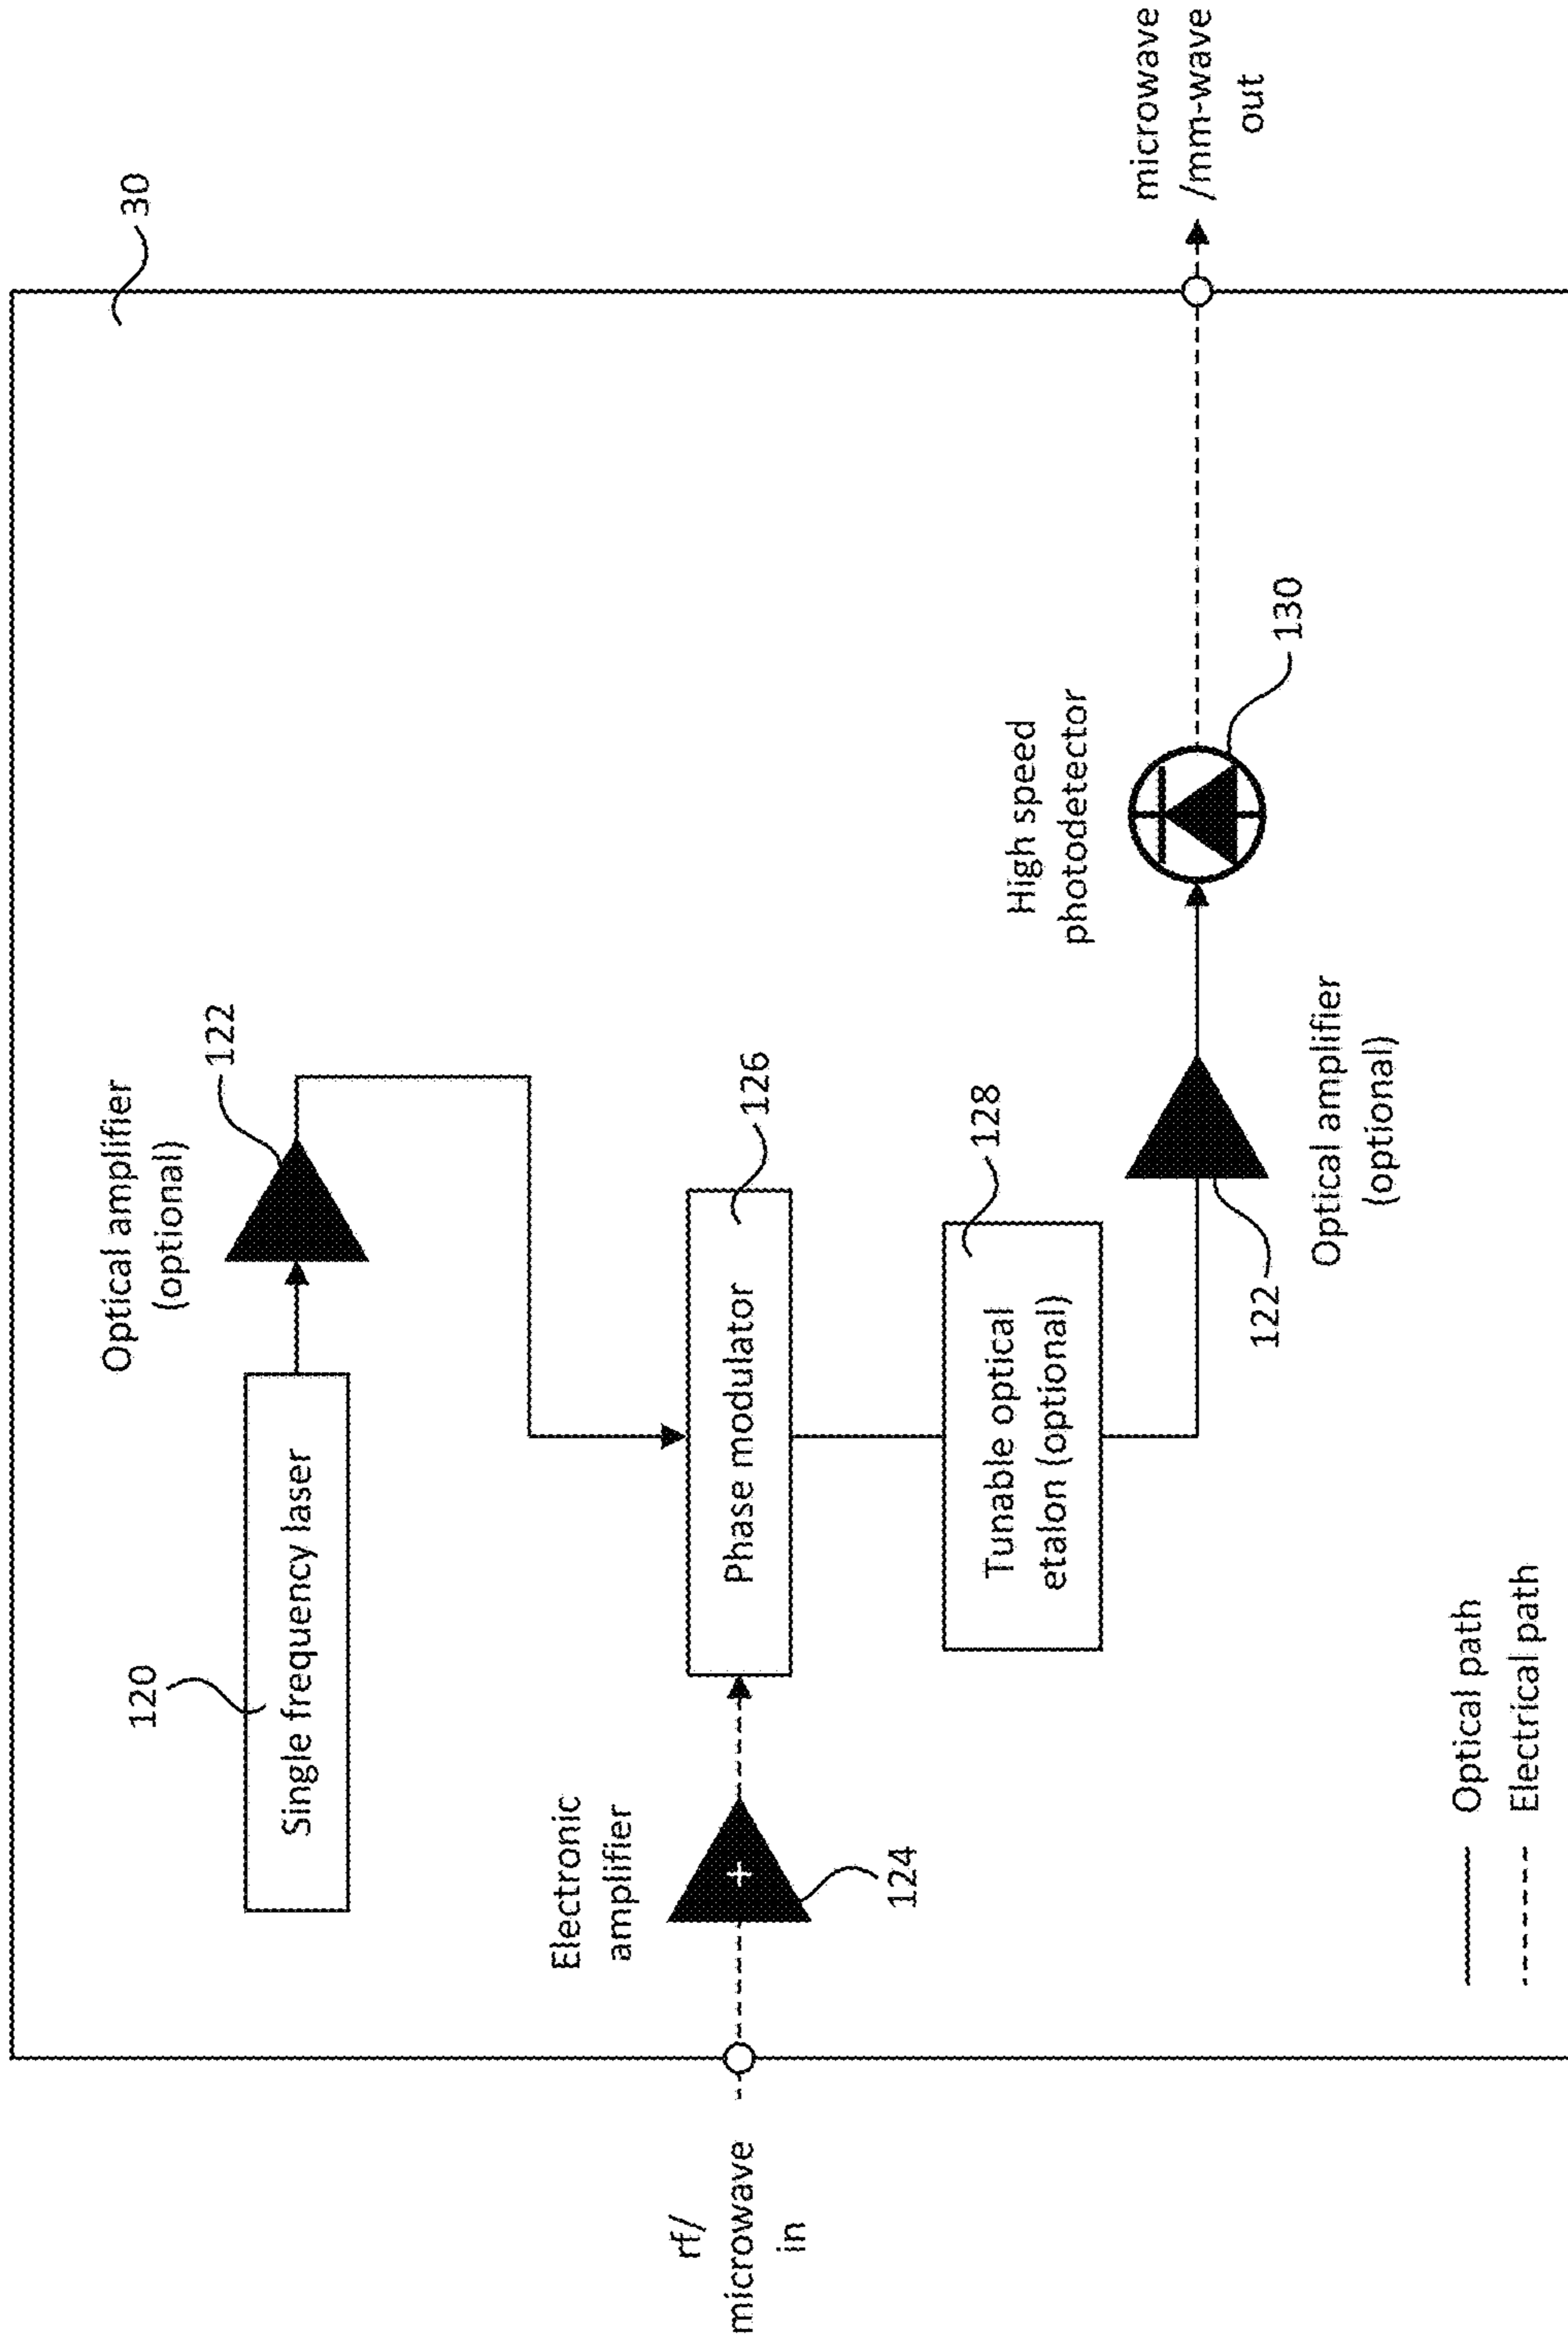 30
Optical amplifier
(optional)
122
120
Single frequency laser
Electronic
amplifier
124
rf/
microwave
in
Phase modulator
126
Tunable optical
etalon (optional)
128
122
Optical amplifier
(optional)
High speed
photodetector
130
microwave
/mm-wave
out
Optical path
Electrical path